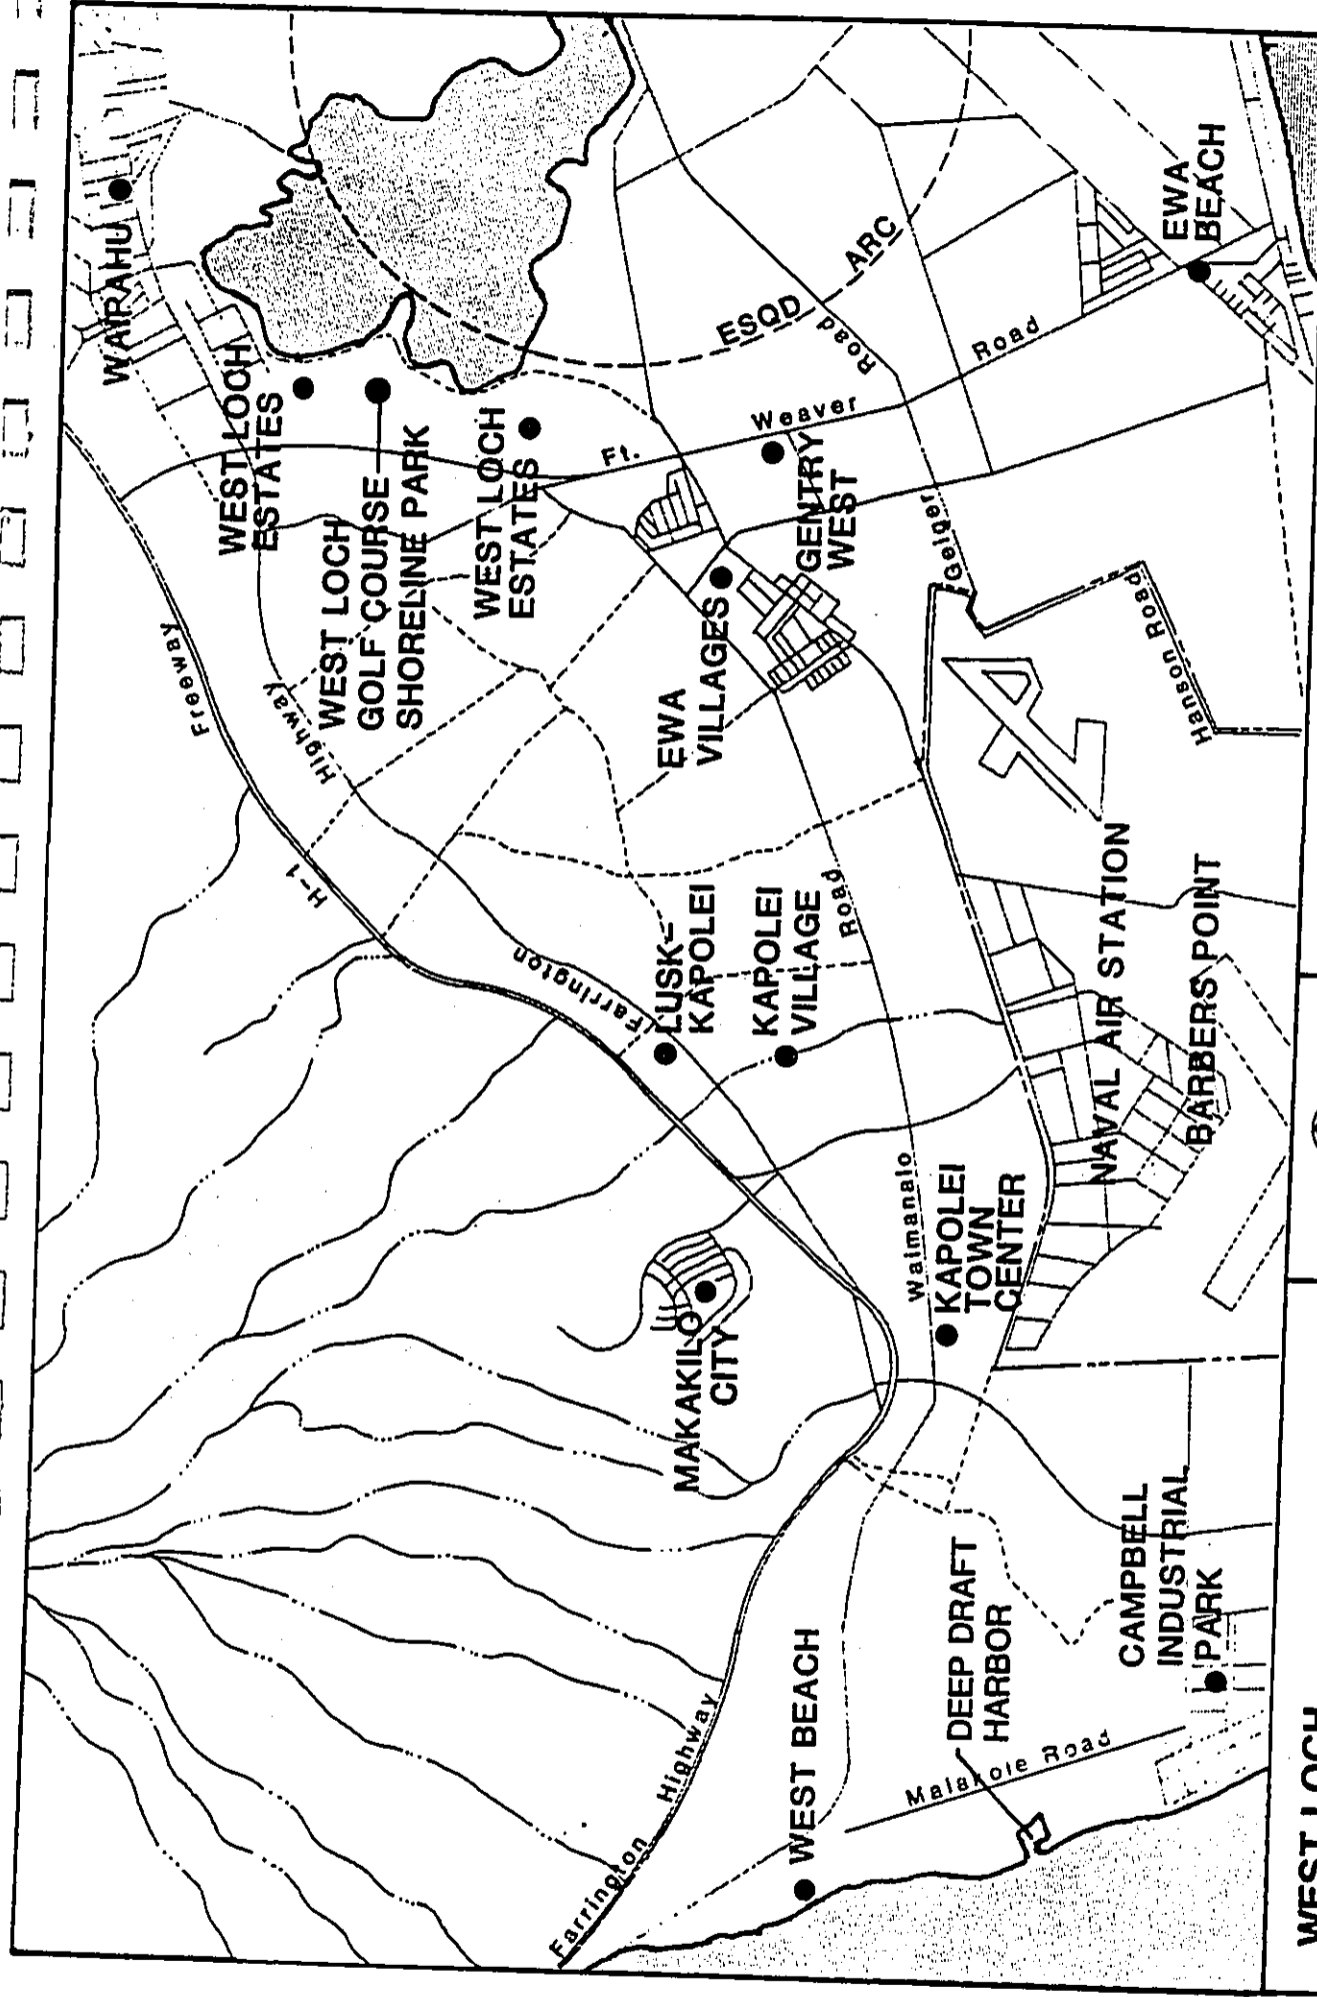 WAIPAHU
WEST LOCH
ESTATES
WEST LOCH
GOLF COURSE
SHORELINE PARK
WEST LOCH
ESTATES
H-1
Freeway
Farrington
Highway
Ft.
Weaver
Road
ESQD
ARC
Geiger
Road
EWA
BEACH
GENTRY
WEST
EWA
VILLAGES
Hanson Road
LUSK-
KAPOLEI
KAPOLEI
VILLAGE
Waimanalo
Road
NAVAL AIR STATION
BARBERS POINT
KAPOLEI
TOWN
CENTER
MAKAKILO
CITY
Farrington
Highway
WEST BEACH
DEEP DRAFT
HARBOR
Malakole Road
CAMPBELL
INDUSTRIAL
PARK
WEST LOCH